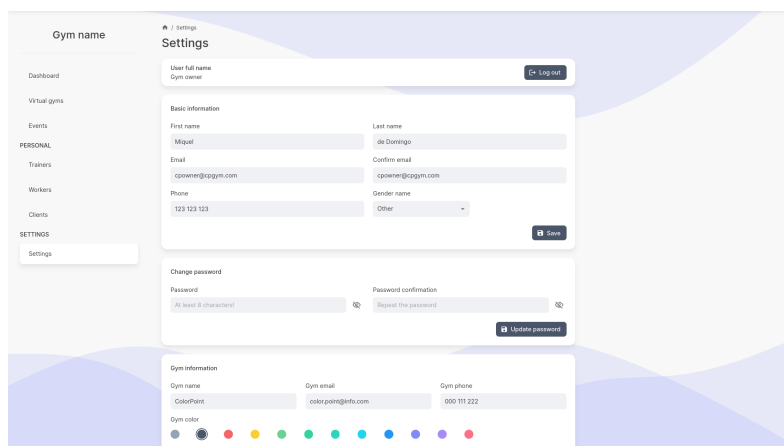 Gym name
Dashboard
Virtual gyms
Events
PERSONAL
Trainers
Workers
Clients
SETTINGS
Settings
/ Settings
Settings
User full name
Gym owner
Log out
Basic information
First name
Last name
Miquel
de Domingo
Email
Confirm email
cpowner@cpgym.com
cpowner@cpgym.com
Phone
Gender name
123 123 123
Other
Save
Change password
Password
Password confirmation
At least 8 characters!
Repeat the password
Update password
Gym information
Gym name
Gym email
Gym phone
ColorPoint
color.point@info.com
000 111 222
Gym color